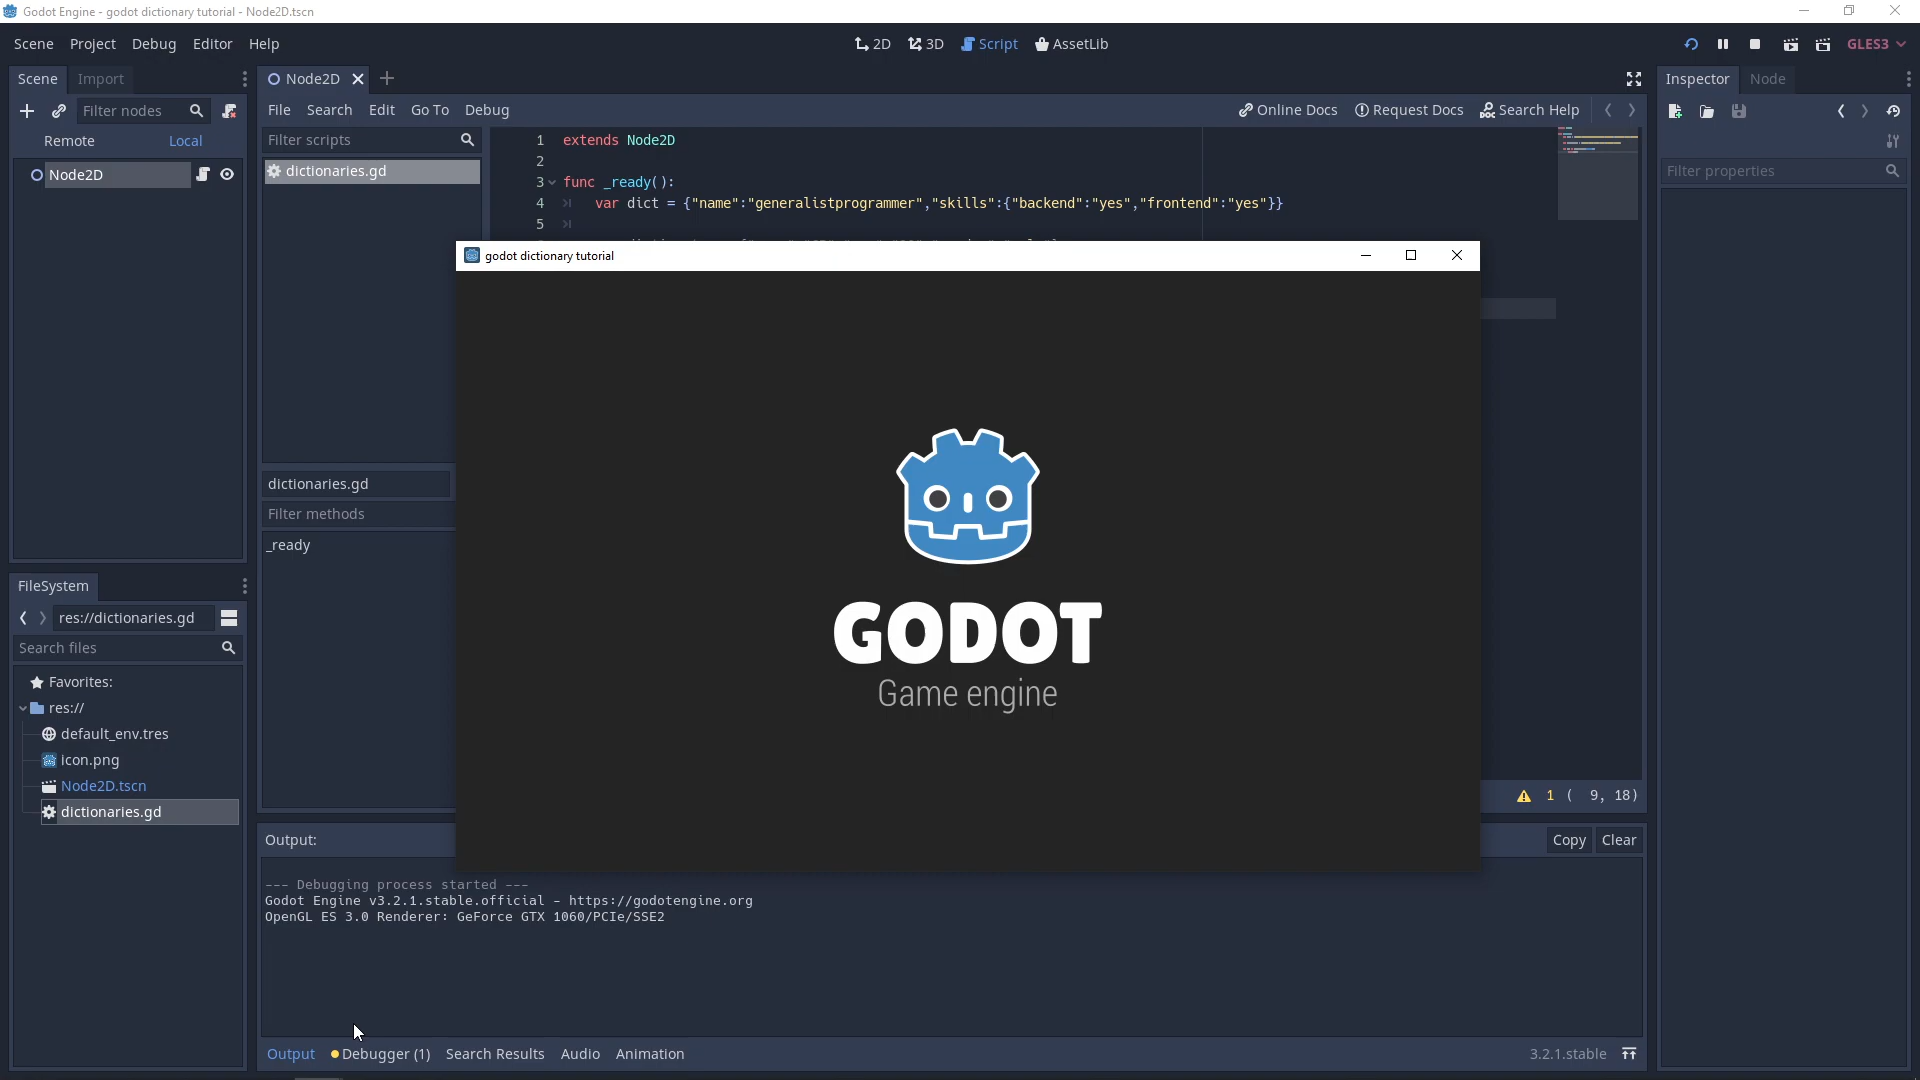 Godot Engine - godot dictionary tutorial - Node2D.tscn
Scene Project Debug Editor Help
2D 3D Script AssetLib
GLES3
Scene Import
Node2D
Inspector Node
Filter nodes
File Search Edit Go To Debug
Online Docs Request Docs Search Help
Remote Local
Filter scripts
1 extends Node2D
2
Node2D
dictionaries.gd
Filter properties
3 func _ready():
4 var dict = {"name":"generalistprogrammer","skills":{"backend":"yes","frontend":"yes"}}
5
godot dictionary tutorial
GODOT
Game engine
dictionaries.gd
Filter methods
_ready
FileSystem
res://dictionaries.gd
Search files
Favorites:
res://
default_env.tres
icon.png
Node2D.tscn
dictionaries.gd
1 ( 9, 18)
Output:
Copy Clear
--- Debugging process started ---
Godot Engine v3.2.1.stable.official - https://godotengine.org
OpenGL ES 3.0 Renderer: GeForce GTX 1060/PCIe/SSE2
Output Debugger (1) Search Results Audio Animation
3.2.1.stable